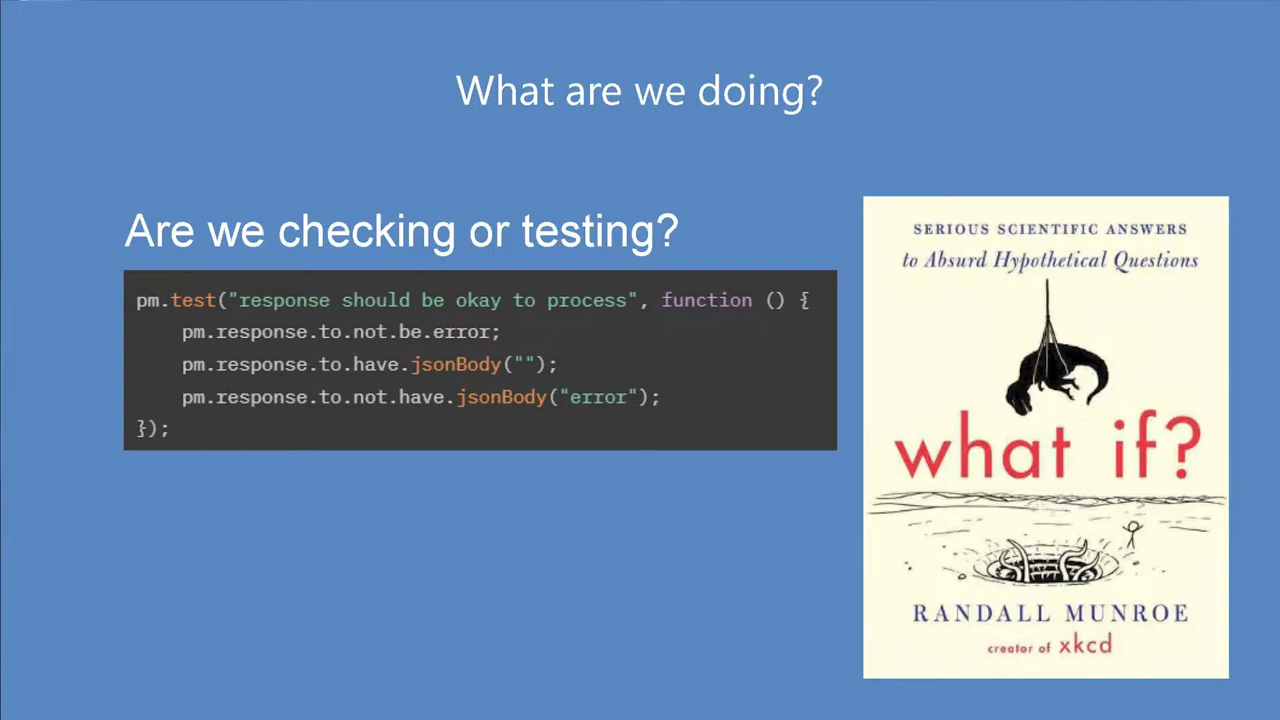 What are we doing?
Are we checking or testing?
pm.test("response should be okay to process", function () {
    pm.response.to.not.be.error;
    pm.response.to.have.jsonBody("");
    pm.response.to.not.have.jsonBody("error");
});
SERIOUS SCIENTIFIC ANSWERS
to Absurd Hypothetical Questions
what if?
RANDALL MUNROE
creator of xkcd